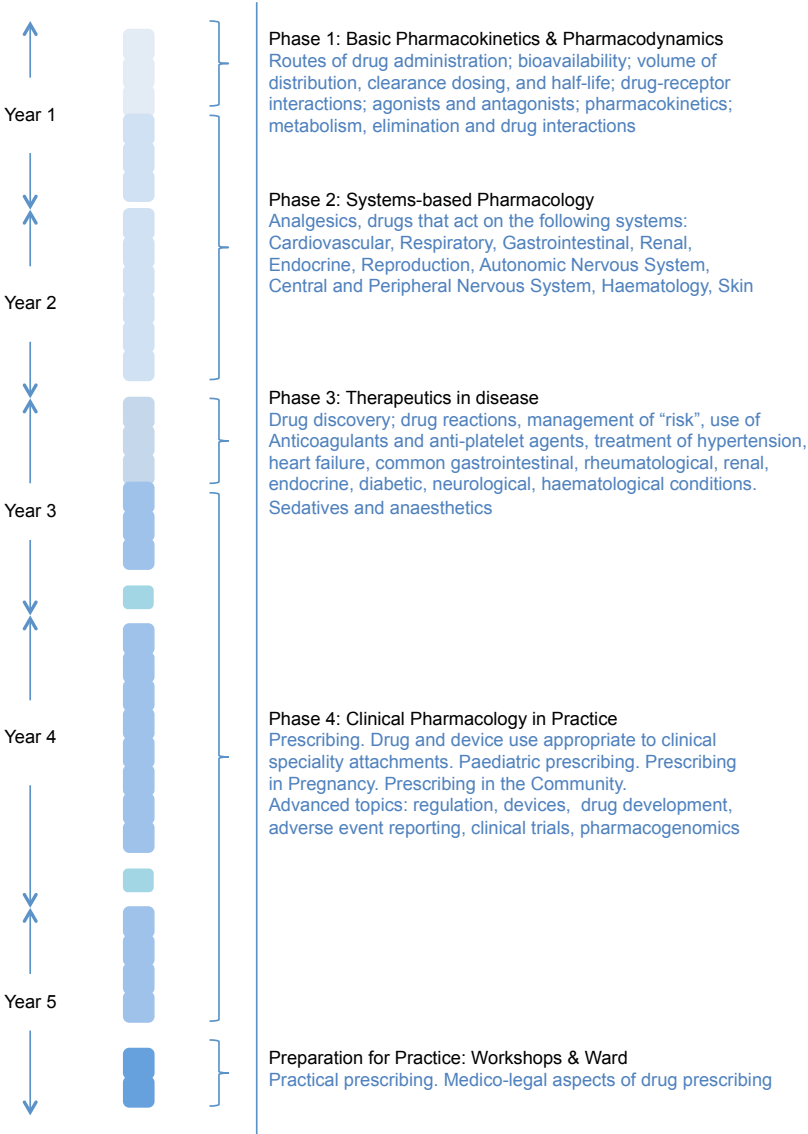 Phase 1: Basic Pharmacokinetics & Pharmacodynamics
Routes of drug administration; bioavailability; volume of
distribution, clearance dosing, and half-life; drug-receptor
interactions; agonists and antagonists; pharmacokinetics;
metabolism, elimination and drug interactions
Year 1
Phase 2: Systems-based Pharmacology
Analgesics, drugs that act on the following systems:
Cardiovascular, Respiratory, Gastrointestinal, Renal,
Endocrine, Reproduction, Autonomic Nervous System,
Central and Peripheral Nervous System, Haematology, Skin
Year 2
Phase 3: Therapeutics in disease
Drug discovery; drug reactions, management of “risk”, use of
Anticoagulants and anti-platelet agents, treatment of hypertension,
heart failure, common gastrointestinal, rheumatological, renal,
endocrine, diabetic, neurological, haematological conditions.
Sedatives and anaesthetics
Year 3
Phase 4: Clinical Pharmacology in Practice
Prescribing. Drug and device use appropriate to clinical
speciality attachments. Paediatric prescribing. Prescribing
in Pregnancy. Prescribing in the Community.
Advanced topics: regulation, devices, drug development,
adverse event reporting, clinical trials, pharmacogenomics
Year 4
Year 5
Preparation for Practice: Workshops & Ward
Practical prescribing. Medico-legal aspects of drug prescribing